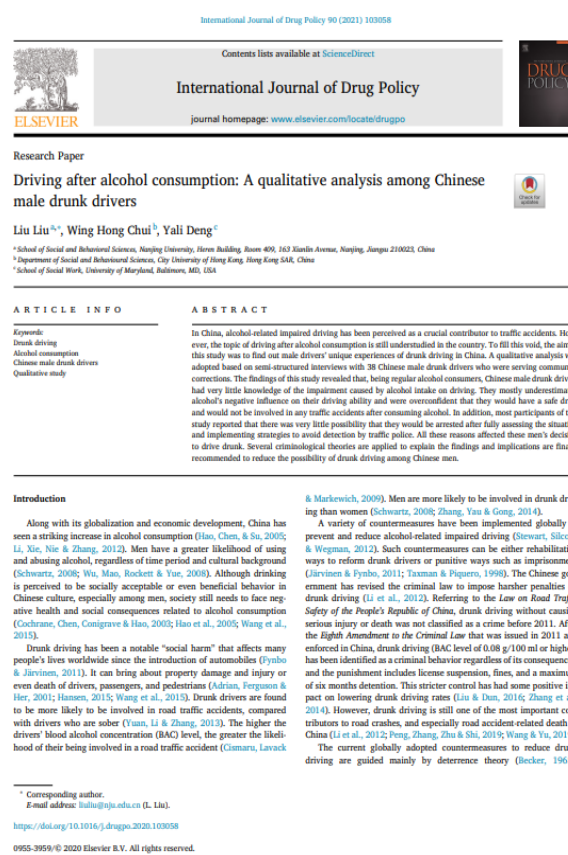 International Journal of Drug Policy 90 (2021) 103058
Contents lists available at ScienceDirect
International Journal of Drug Policy
journal homepage: www.elsevier.com/locate/drugpo
ELSEVIER
DRUG
POLICY
Research Paper
Driving after alcohol consumption: A qualitative analysis among Chinese
male drunk drivers
Check for
updates
Liu Liu a,*, Wing Hong Chui b, Yali Deng c
a School of Social and Behavioral Sciences, Nanjing University, Heren Building, Room 409, 163 Xianlin Avenue, Nanjing, Jiangsu 210023, China
b Department of Social and Behavioural Sciences, City University of Hong Kong, Hong Kong SAR, China
c School of Social Work, University of Maryland, Baltimore, MD, USA
ARTICLE INFO
Keywords:
Drunk driving
Alcohol consumption
Chinese male drunk drivers
Qualitative study
ABSTRACT
In China, alcohol-related impaired driving has been perceived as a crucial contributor to traffic accidents. Ho
ever, the topic of driving after alcohol consumption is still understudied in the country. To fill this void, the aim
this study was to find out male drivers' unique experiences of drunk driving in China. A qualitative analysis w
adopted based on semi-structured interviews with 38 Chinese male drunk drivers who were serving commun
corrections. The findings of this study revealed that, being regular alcohol consumers, Chinese male drunk driv
had very little knowledge of the impairment caused by alcohol intake on driving. They mostly underestima
alcohol's negative influence on their driving ability and were overconfident that they would have a safe dr
and would not be involved in any traffic accidents after consuming alcohol. In addition, most participants of t
study reported that there was very little possibility that they would be arrested after fully assessing the situat
and implementing strategies to avoid detection by traffic police. All these reasons affected these men's decis
to drive drunk. Several criminological theories are applied to explain the findings and implications are fina
recommended to reduce the possibility of drunk driving among Chinese men.
Introduction
Along with its globalization and economic development, China has
seen a striking increase in alcohol consumption (Hao, Chen, & Su, 2005;
Li, Xie, Nie & Zhang, 2012). Men have a greater likelihood of using
and abusing alcohol, regardless of time period and cultural background
(Schwartz, 2008; Wu, Mao, Rockett & Yue, 2008). Although drinking
is perceived to be socially acceptable or even beneficial behavior in
Chinese culture, especially among men, society still needs to face neg-
ative health and social consequences related to alcohol consumption
(Cochrane, Chen, Conigrave & Hao, 2003; Hao et al., 2005; Wang et al.,
2015).
Drunk driving has been a notable "social harm" that affects many
people's lives worldwide since the introduction of automobiles (Fynbo
& Järvinen, 2011). It can bring about property damage and injury or
even death of drivers, passengers, and pedestrians (Adrian, Ferguson &
Her, 2001; Hansen, 2015; Wang et al., 2015). Drunk drivers are found
to be more likely to be involved in road traffic accidents, compared
with drivers who are sober (Yuan, Li & Zhang, 2013). The higher the
drivers' blood alcohol concentration (BAC) level, the greater the likeli-
hood of their being involved in a road traffic accident (Cismaru, Lavack
& Markewich, 2009). Men are more likely to be involved in drunk dr
ing than women (Schwartz, 2008; Zhang, Yau & Gong, 2014).
A variety of countermeasures have been implemented globally
prevent and reduce alcohol-impaired driving (Stewart, Silco
& Wegman, 2012). Such countermeasures can be either rehabilitati
ways to reform drunk drivers or punitive ways such as imprisonme
(Järvinen & Fynbo, 2011; Taxman & Piquero, 1998). The Chinese go
ernment has revised the criminal law to impose harsher penalties
drunk driving (Li et al., 2012). Referring to the Law on Road Traf
Safety of the People's Republic of China, drunk driving without causi
serious injury or death was not classified as a crime before 2011. Af
the Eighth Amendment to the Criminal Law that was issued in 2011 a
enforced in China, drunk driving (BAC level of 0.08 g/100 ml or highe
has been identified as a criminal behavior regardless of its consequenc
and the punishment includes license suspension, fines, and a maximu
of six months detention. This stricter control has had some positive i
pact on lowering drunk driving rates (Liu & Dun, 2016; Zhang et a
2014). However, drunk driving is still one of the most important co
tributors to road crashes, and especially road accident-related death
China (Li et al., 2012; Peng, Zhang, Zhu & Shi, 2019; Wang & Yu, 201
The current globally adopted countermeasures to reduce dru
driving are guided mainly by deterrence theory (Becker, 196
* Corresponding author.
E-mail address: liuliu@nju.edu.cn (L. Liu).
https://doi.org/10.1016/j.drugpo.2020.103058
0955-3959/© 2020 Elsevier B.V. All rights reserved.